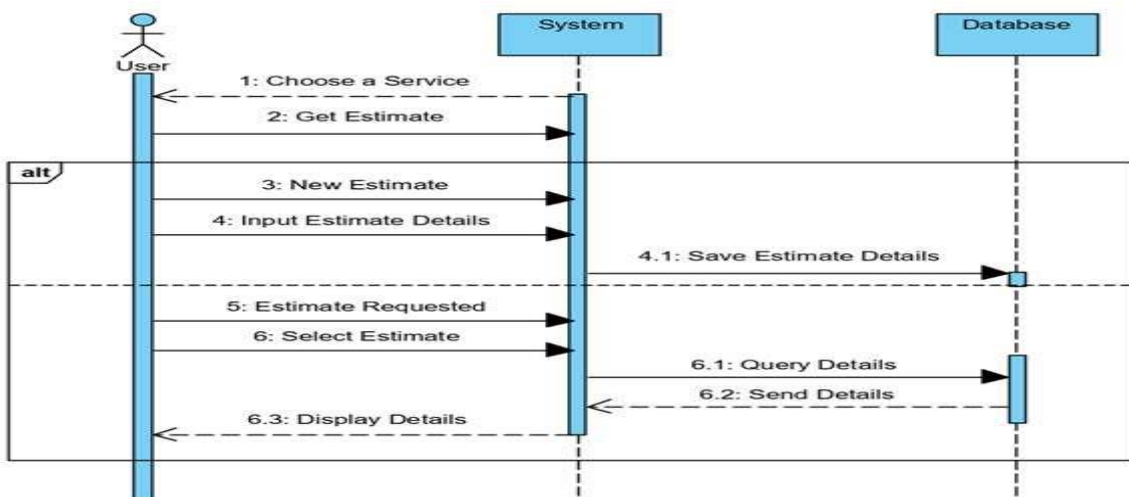 System
Database
User
1: Choose a Service
2: Get Estimate
alt
3: New Estimate
4: Input Estimate Details
4.1: Save Estimate Details
5: Estimate Requested
6: Select Estimate
6.1: Query Details
6.2: Send Details
6.3: Display Details